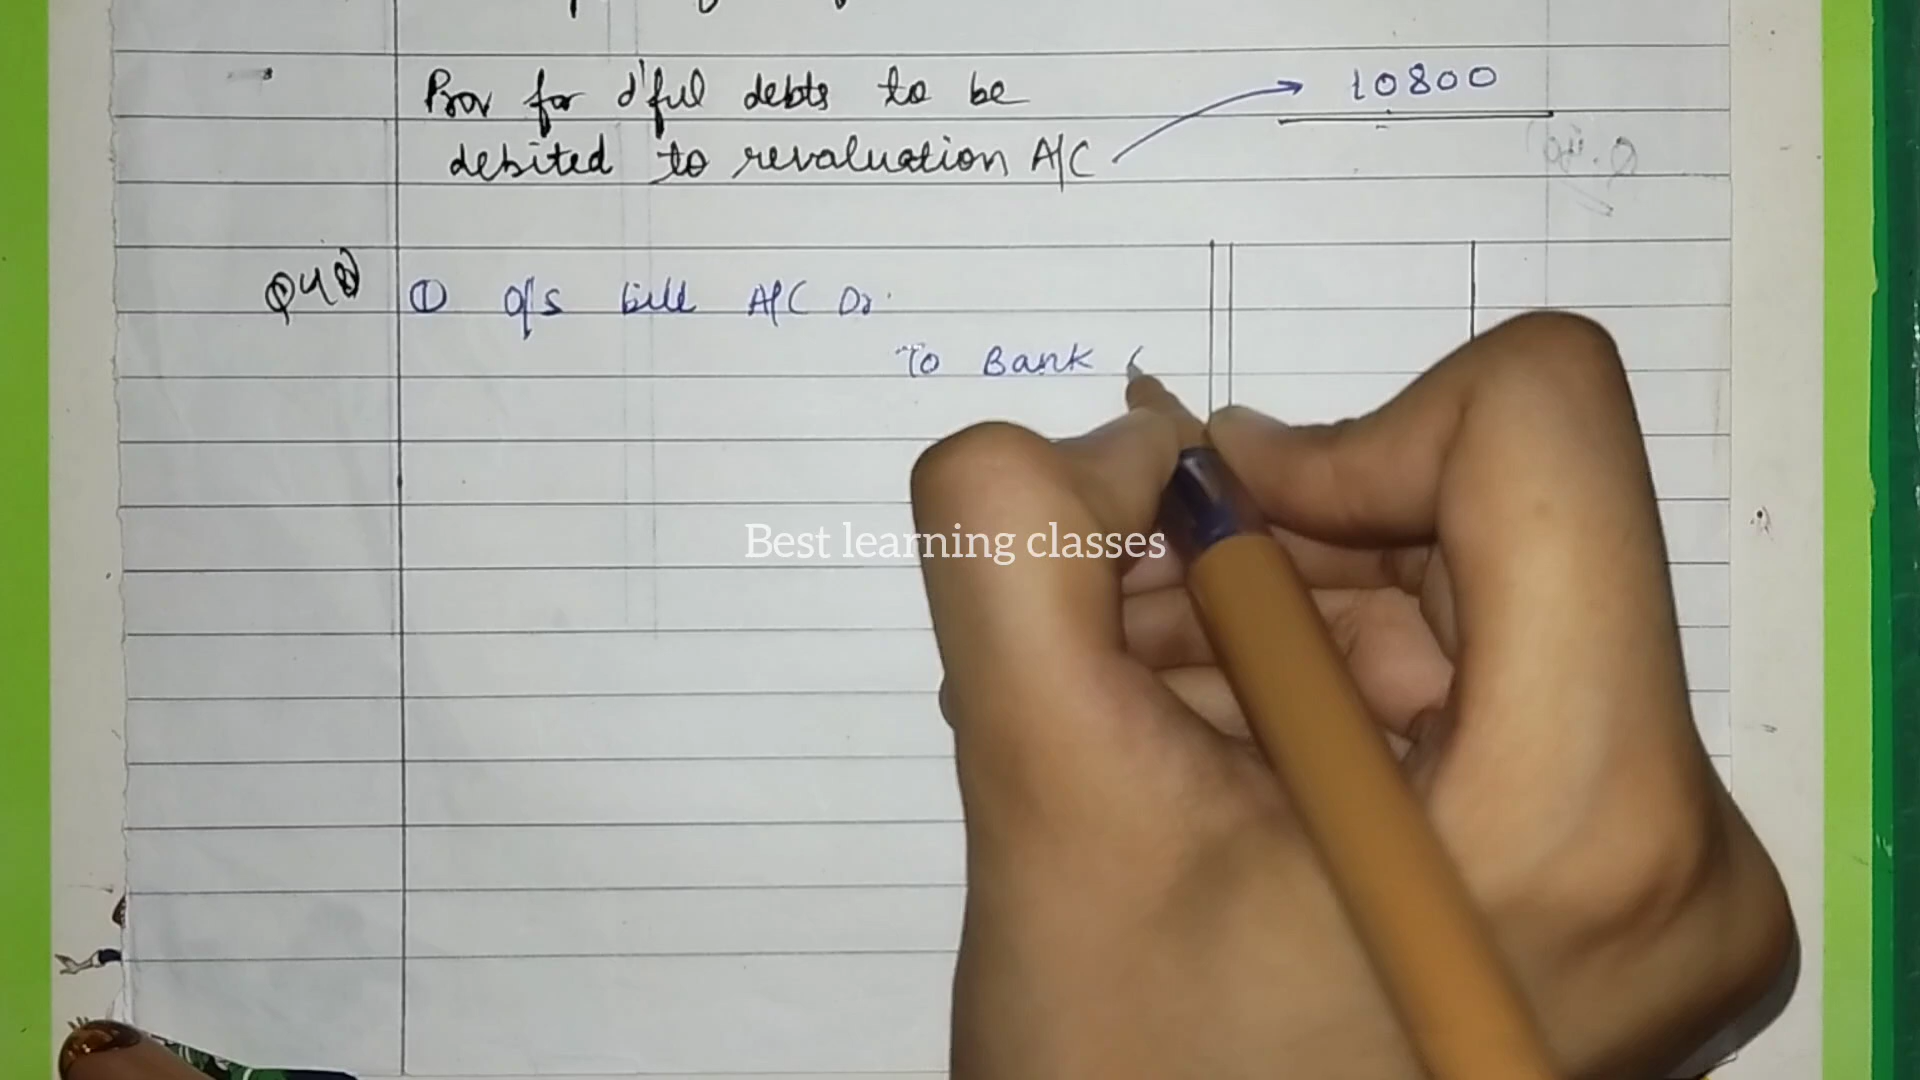 Prov for d'ful debts to be
debited to revaluation A/C
10800
Q48 ① O/S bill A/C Dr.
To Bank
Best learning classes